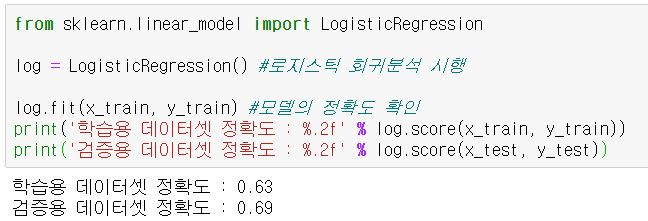 from sklearn.linear_model import LogisticRegression
log = LogisticRegression() #로지스틱 회귀분석 시행
log.fit(x_train, y_train) #모델의 정확도 확인
print('학습용 데이터셋 정확도 : %.2f' % log.score(x_train, y_train))
print('검증용 데이터셋 정확도 : %.2f' % log.score(x_test, y_test))
학습용 데이터셋 정확도 : 0.63
검증용 데이터셋 정확도 : 0.69